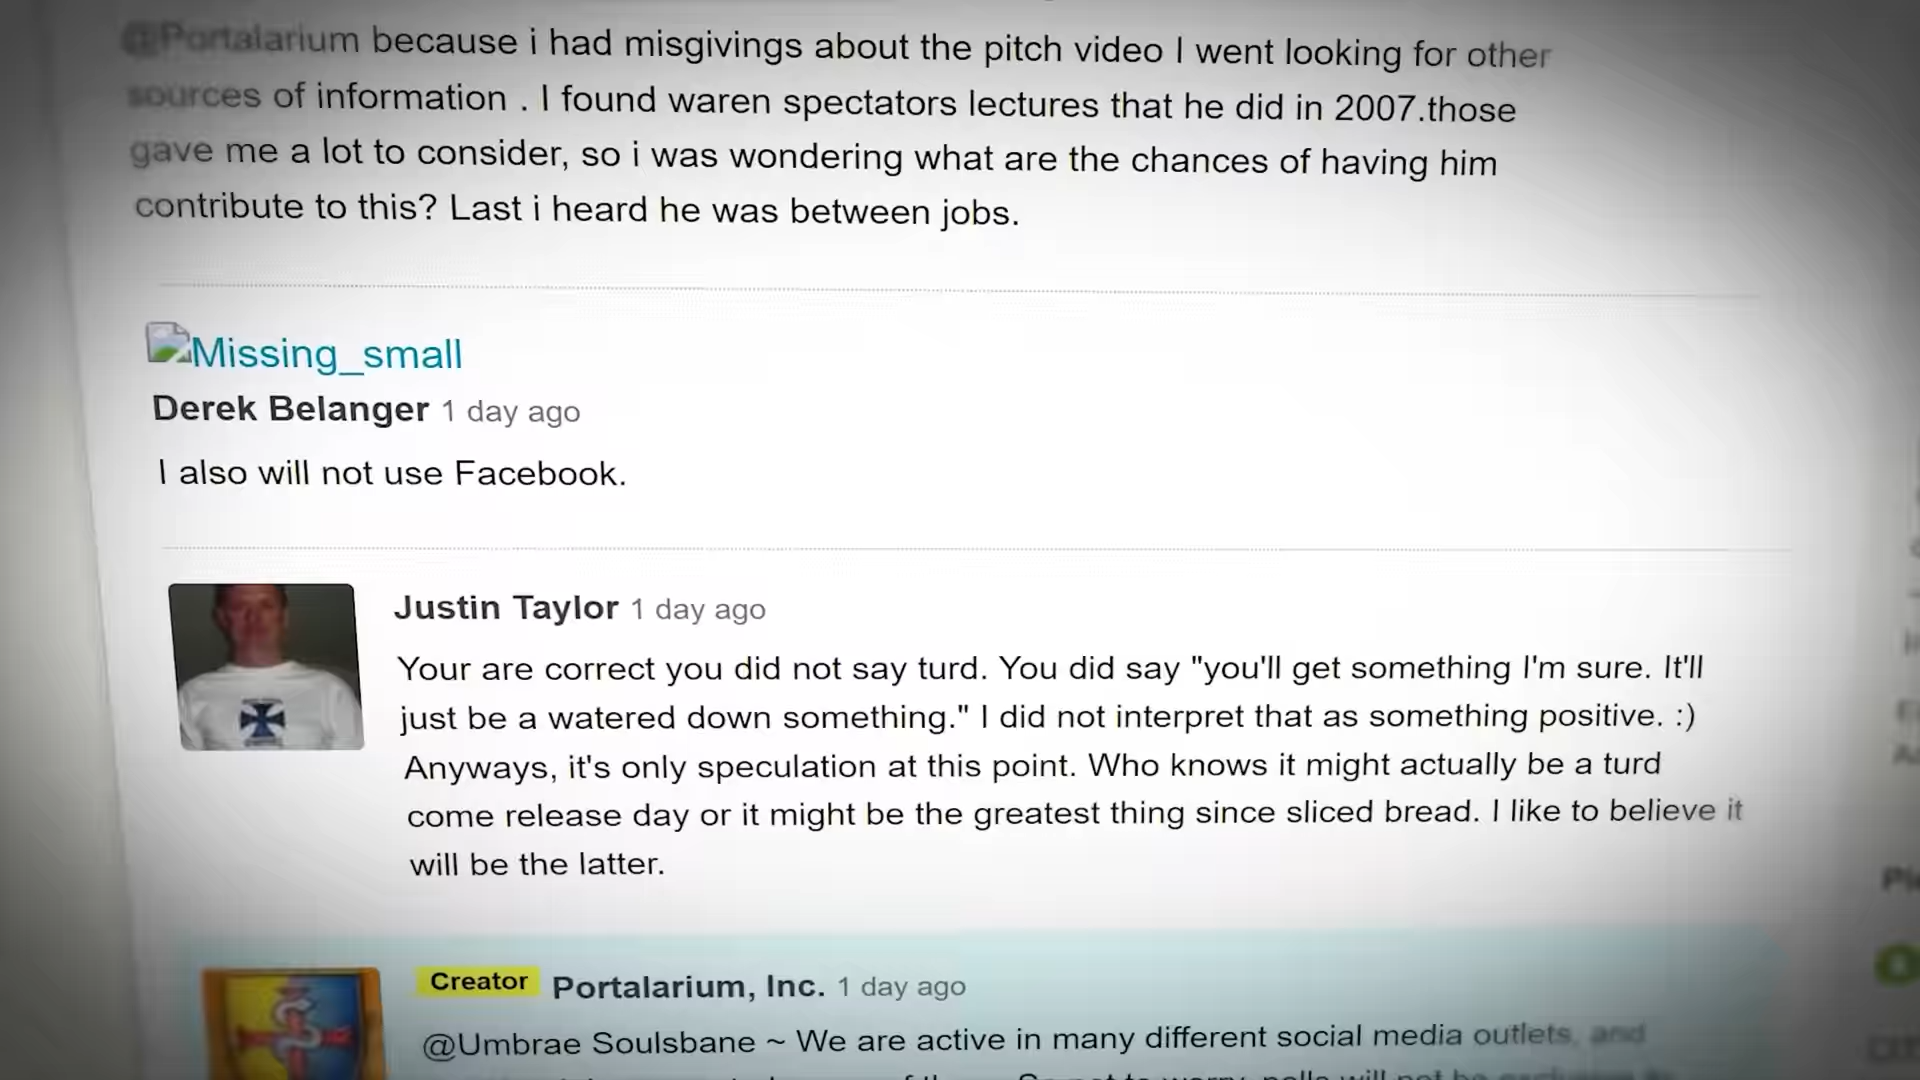 @Portalarium because i had misgivings about the pitch video I went looking for other
sources of information . I found waren spectators lectures that he did in 2007.those
gave me a lot to consider, so i was wondering what are the chances of having him
contribute to this? Last i heard he was between jobs.
Missing_small
Derek Belanger 1 day ago
I also will not use Facebook.
Justin Taylor 1 day ago
Your are correct you did not say turd. You did say "you'll get something I'm sure. It'll
just be a watered down something." I did not interpret that as something positive. :)
Anyways, it's only speculation at this point. Who knows it might actually be a turd
come release day or it might be the greatest thing since sliced bread. I like to believe it
will be the latter.
Creator Portalarium, Inc. 1 day ago
@Umbrae Soulsbane ~ We are active in many different social media outlets, and